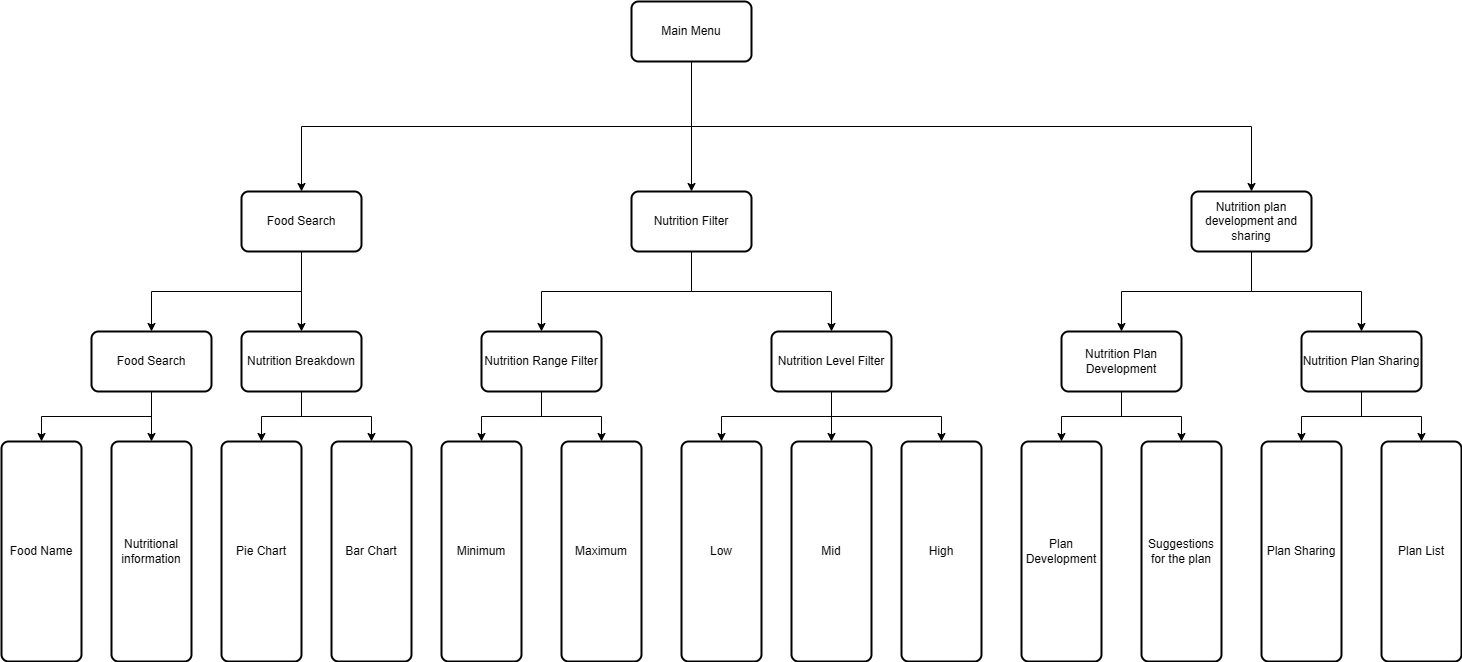 Main Menu
Food Search
Nutrition Filter
Nutrition plan
development and
sharing
Food Search
Nutrition Breakdown
Nutrition Range Filter
Nutrition Level Filter
Nutrition Plan
Development
Nutrition Plan Sharing
Food Name
Nutritional
information
Pie Chart
Bar Chart
Minimum
Maximum
Low
Mid
High
Plan
Development
Suggestions
for the plan
Plan Sharing
Plan List